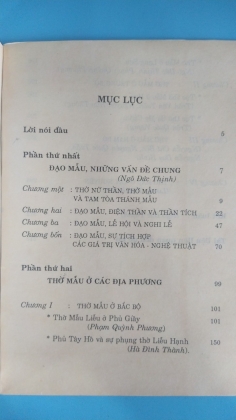 MỤC LỤC
Lời nói đầu 5
Phần thứ nhất
ĐẠO MẪU, NHỮNG VẤN ĐỀ CHUNG 7
(Ngô Đức Thịnh)
Chương một : THỜ NỮ THẦN, THỜ MẪU
VÀ TAM TÒA THÁNH MẪU 9
Chương hai : ĐẠO MẪU, ĐIỆN THẦN VÀ THẦN TÍCH 22
Chương ba : ĐẠO MẪU, LỄ HỘI VÀ NGHI LỄ 47
Chương bốn : ĐẠO MẪU, SỰ TÍCH HỢP
CÁC GIÁ TRỊ VĂN HÓA - NGHỆ THUẬT 70
Phần thứ hai
THỜ MẪU Ở CÁC ĐỊA PHƯƠNG 99
Chương I : THỜ MẪU Ở BẮC BỘ 101
* Thờ Mẫu Liễu ở Phủ Giầy 101
(Phạm Quỳnh Phương)
* Phủ Tây Hồ và sự phụng thờ Liễu Hạnh 150
(Hà Đình Thành)